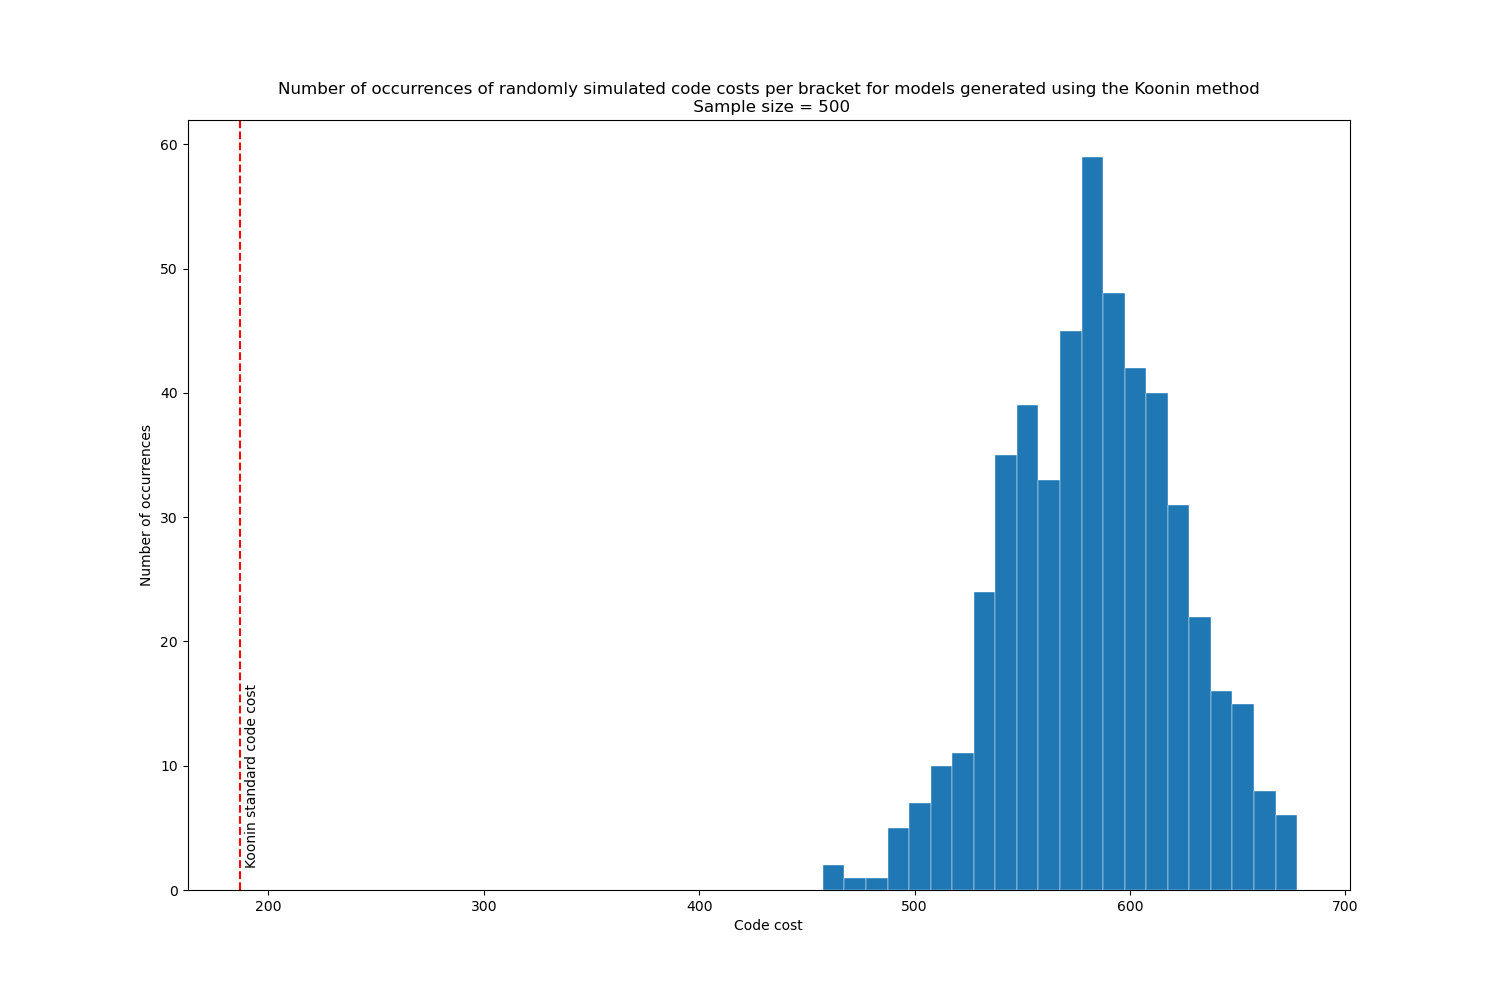 Number of occurrences of randomly simulated code costs per bracket for models generated using the Koonin method
Sample size = 500
60
50
40
30
20
10
0
Number of occurrences
Koonin standard code cost
200
300
400
500
600
700
Code cost